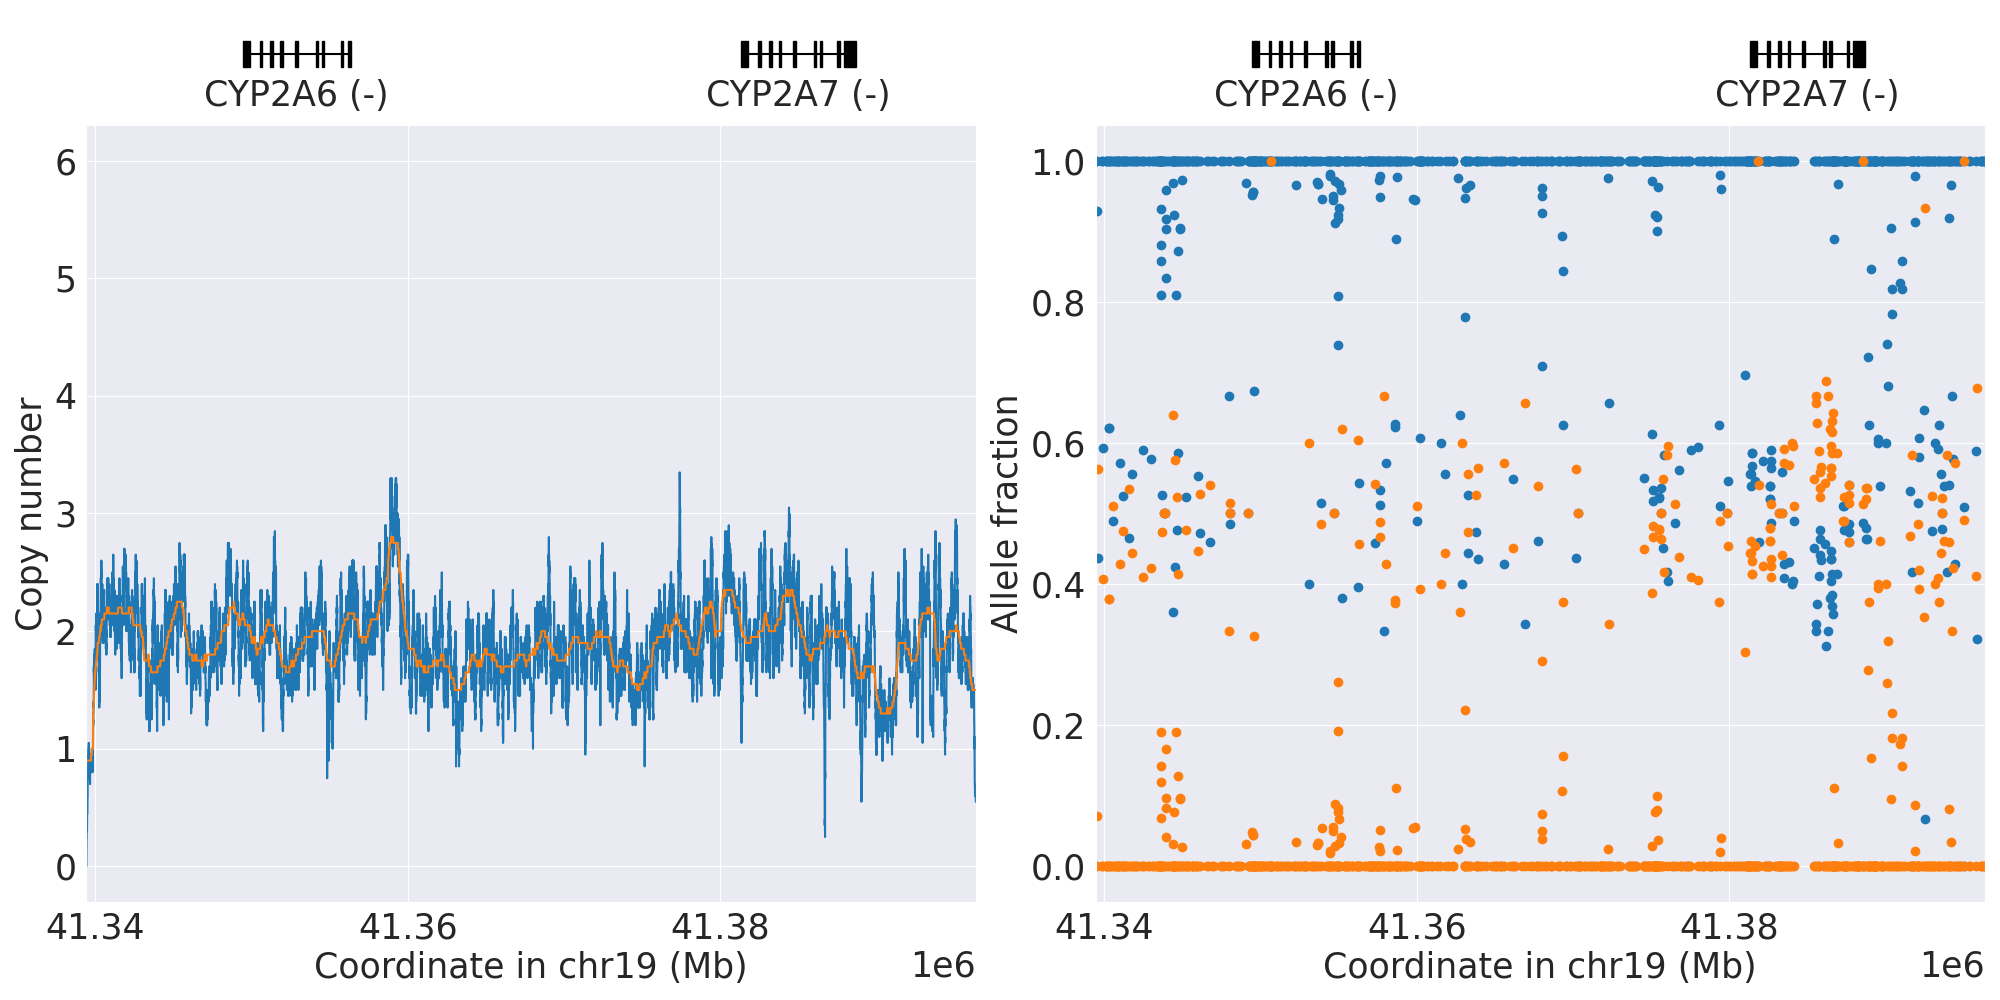 CYP2A6 (-)
CYP2A7 (-)
Copy number
6
5
4
3
2
1
0
41.34
41.36
41.38
Coordinate in chr19 (Mb)
1e6
CYP2A6 (-)
CYP2A7 (-)
Allele fraction
1.0
0.8
0.6
0.4
0.2
0.0
41.34
41.36
41.38
Coordinate in chr19 (Mb)
1e6